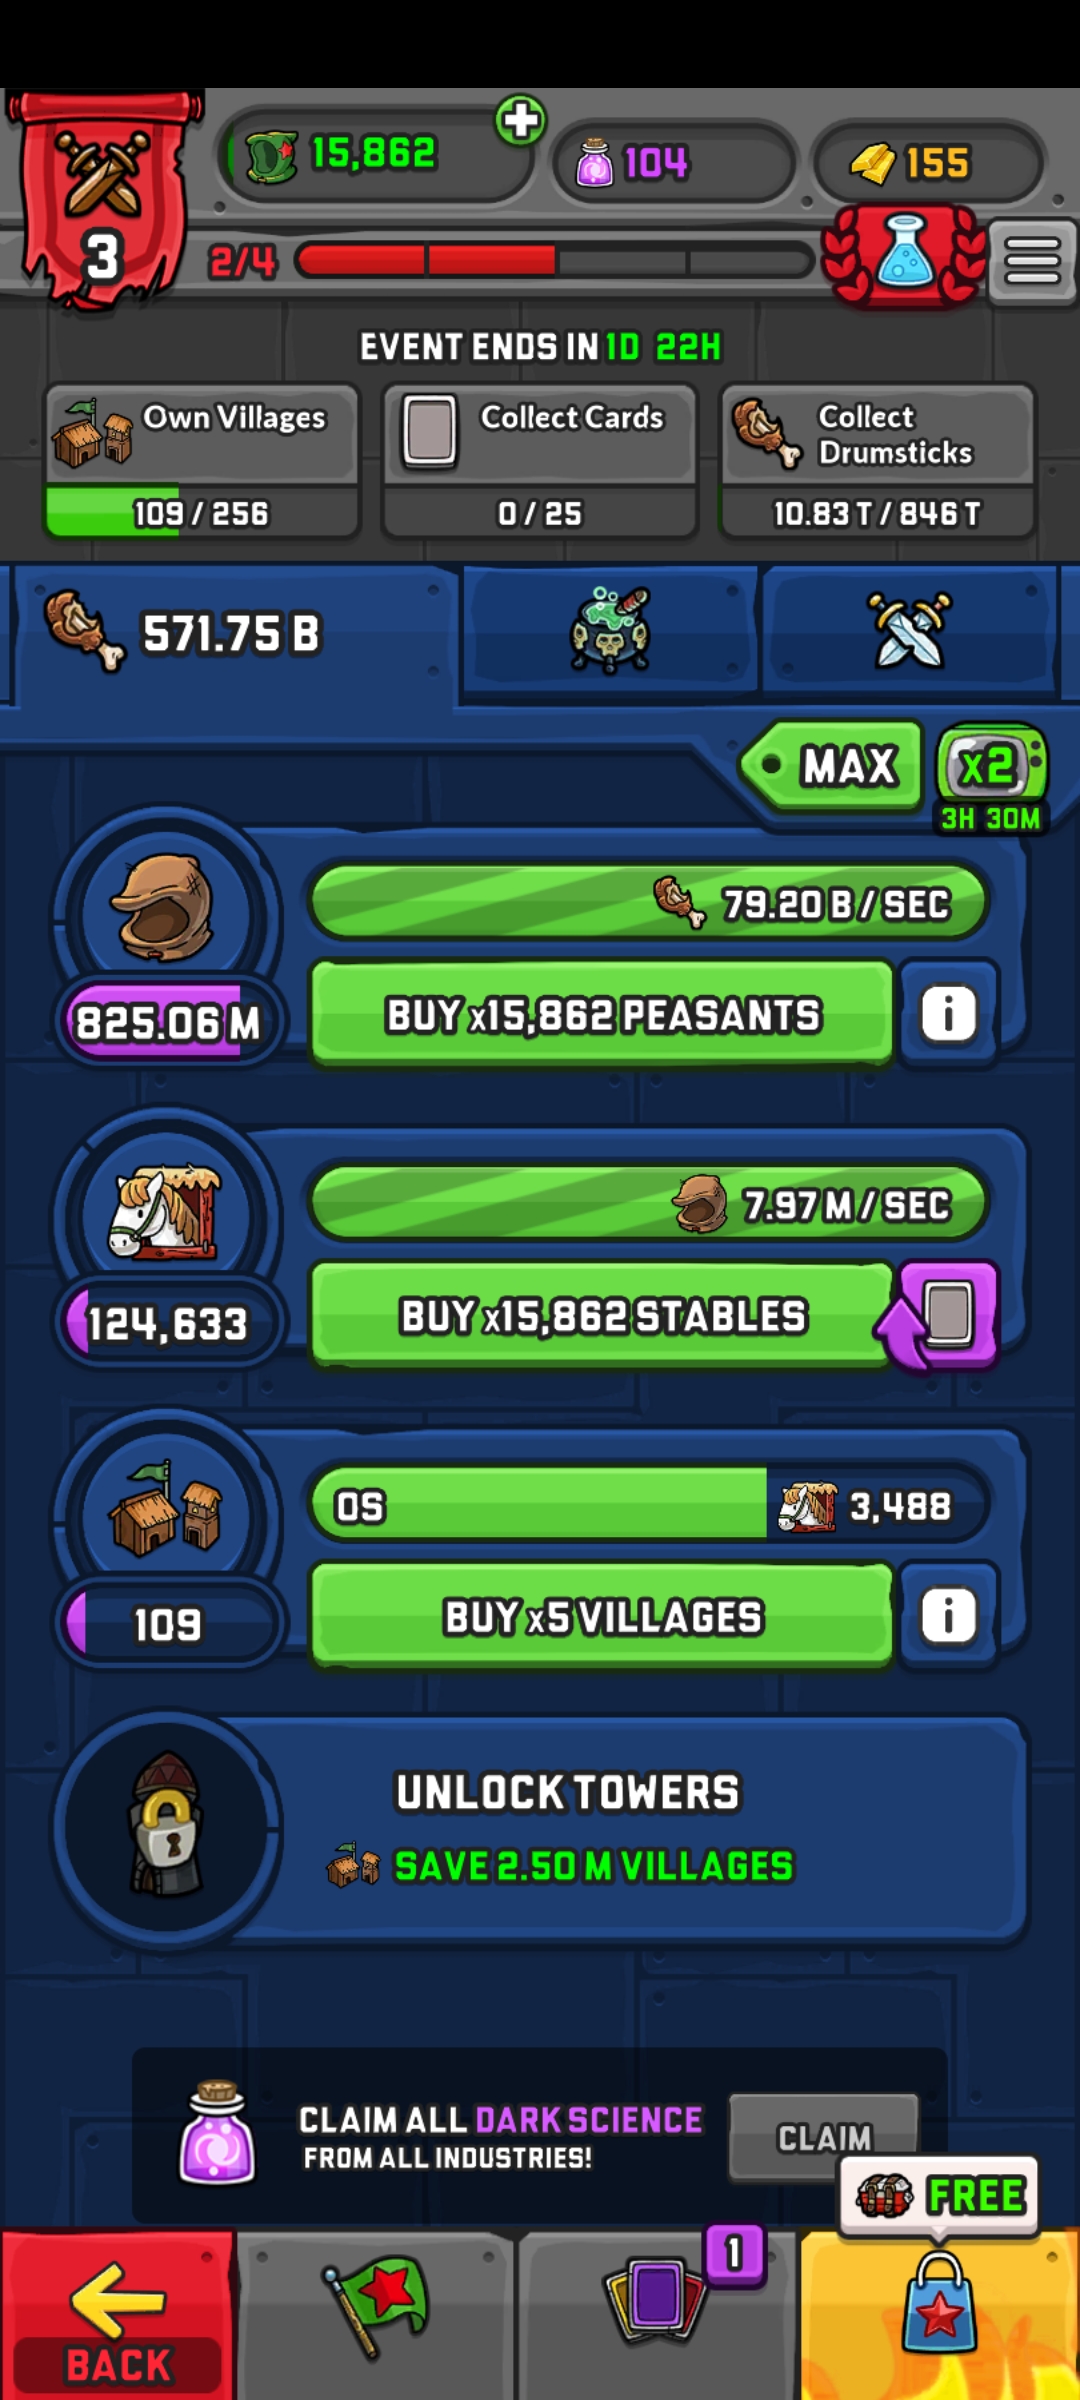 15,862
104
155
3
2/4
EVENT ENDS IN 1D 22H
Own Villages
109 / 256
Collect Cards
0 / 25
Collect
Drumsticks
10.83 T / 846 T
571.75 B
MAX
x2
3H 30M
79.20 B / SEC
825.06 M
BUY x15,862 PEASANTS
i
7.97 M / SEC
124,633
BUY x15,862 STABLES
0S
3,488
109
BUY x5 VILLAGES
i
UNLOCK TOWERS
SAVE 2.50 M VILLAGES
CLAIM ALL DARK SCIENCE
FROM ALL INDUSTRIES!
CLAIM
FREE
1
BACK